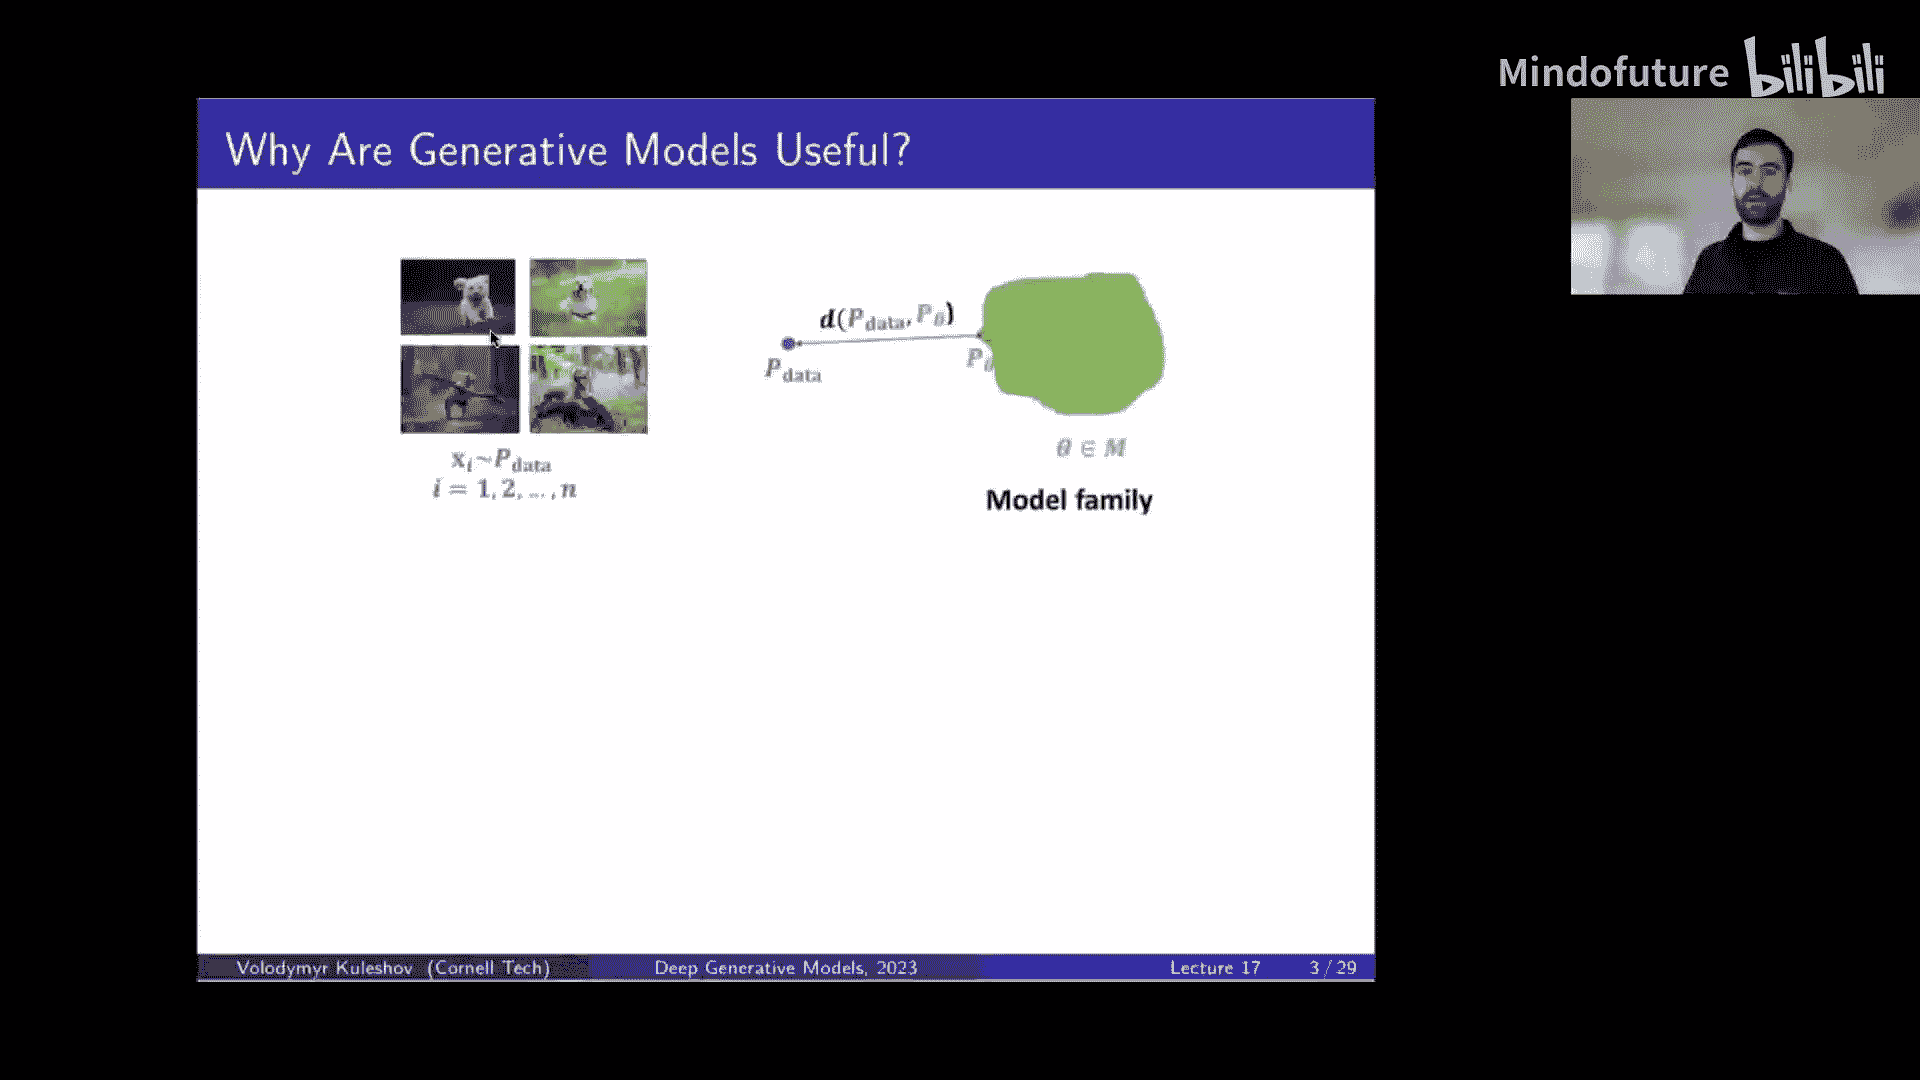 Mindofuture bilibili
Why Are Generative Models Useful?
d(P_data, P_θ)
P_data
P_θ
θ ∈ M
x_i~P_data
i = 1, 2, ... , n
Model family
Volodymyr Kuleshov (Cornell Tech) Deep Generative Models, 2023 Lecture 17 3 / 29